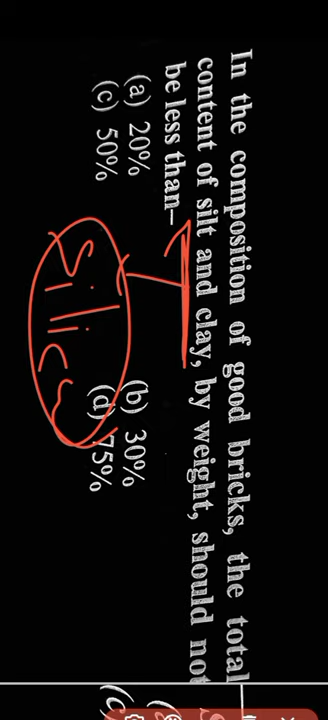 In the composition of good bricks, the total
content of silt and clay, by weight, should not
be less than–
(a) 20%
(b) 30%
(c) 50%
(d) 75%
Silica